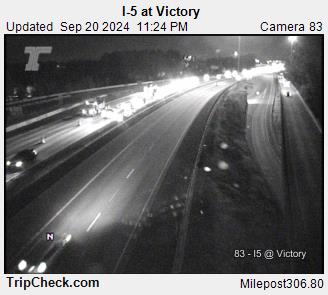 I-5 at Victory
Updated Sep 20 2024 11:24 PM Camera 83
T
N
83 - I5 @ Victory
TripCheck.com Milepost306.80